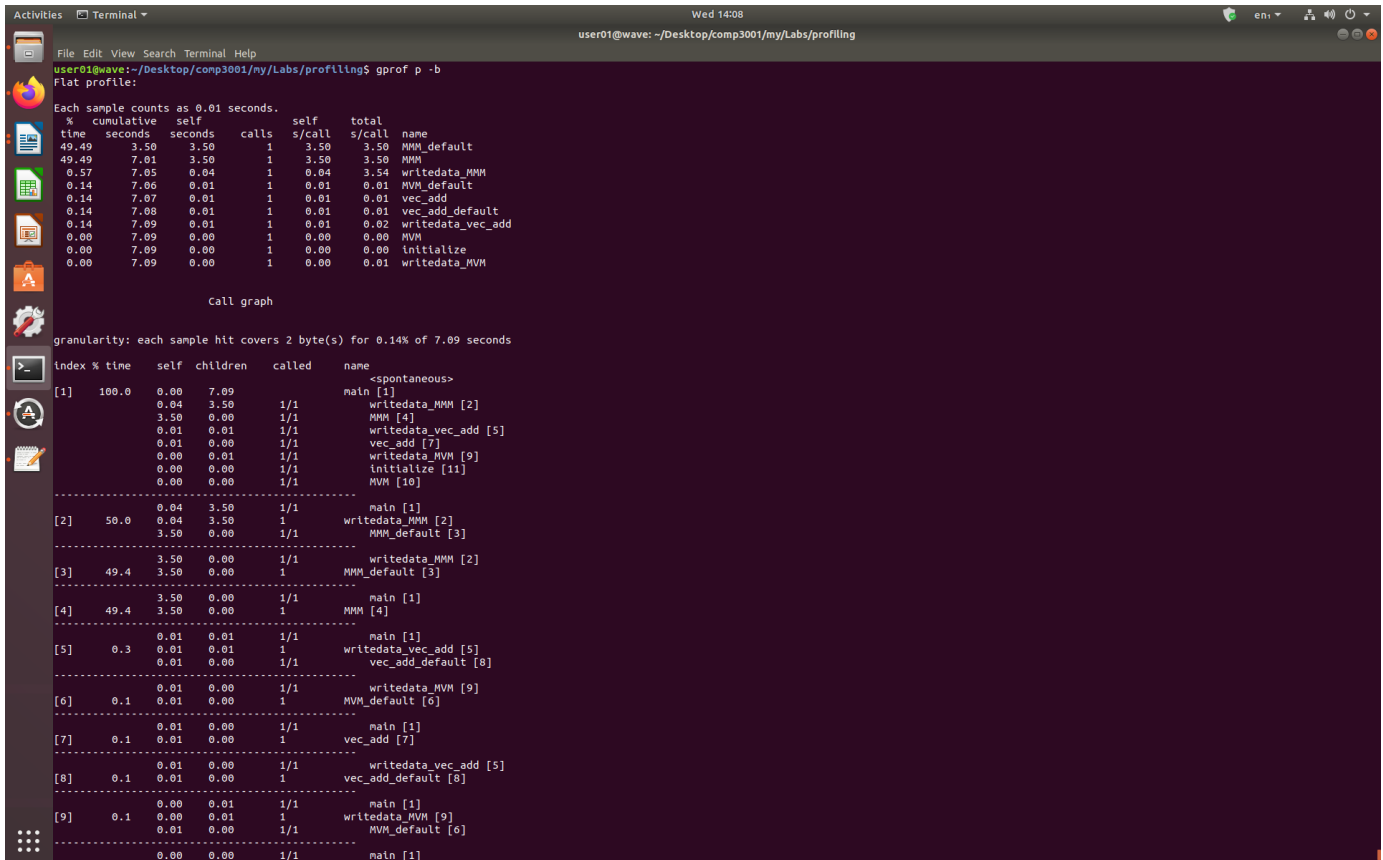 Activities Terminal Wed 14:08 en₁
user01@wave: ~/Desktop/comp3001/my/Labs/profiling
File Edit View Search Terminal Help
user01@wave:~/Desktop/comp3001/my/Labs/profiling$ gprof p -b
Flat profile:
Each sample counts as 0.01 seconds.
% cumulative self self total
time seconds seconds calls s/call s/call name
49.49 3.50 3.50 1 3.50 3.50 MMM_default
49.49 7.01 3.50 1 3.50 3.50 MMM
0.57 7.05 0.04 1 0.04 3.54 writedata_MMM
0.14 7.06 0.01 1 0.01 0.01 MVM_default
0.14 7.07 0.01 1 0.01 0.01 vec_add
0.14 7.08 0.01 1 0.01 0.01 vec_add_default
0.14 7.09 0.01 1 0.01 0.02 writedata_vec_add
0.00 7.09 0.00 1 0.00 0.00 MVM
0.00 7.09 0.00 1 0.00 0.00 initialize
0.00 7.09 0.00 1 0.00 0.01 writedata_MVM
Call graph
granularity: each sample hit covers 2 byte(s) for 0.14% of 7.09 seconds
index % time self children called name
<spontaneous>
[1] 100.0 0.00 7.09 main [1]
0.04 3.50 1/1 writedata_MMM [2]
3.50 0.00 1/1 MMM [4]
0.01 0.01 1/1 writedata_vec_add [5]
0.01 0.00 1/1 vec_add [7]
0.00 0.01 1/1 writedata_MVM [9]
0.00 0.00 1/1 initialize [11]
0.00 0.00 1/1 MVM [10]
-----------------------------------------------
0.04 3.50 1/1 main [1]
[2] 50.0 0.04 3.50 1 writedata_MMM [2]
3.50 0.00 1/1 MMM_default [3]
-----------------------------------------------
3.50 0.00 1/1 writedata_MMM [2]
[3] 49.4 3.50 0.00 1 MMM_default [3]
-----------------------------------------------
3.50 0.00 1/1 main [1]
[4] 49.4 3.50 0.00 1 MMM [4]
-----------------------------------------------
0.01 0.01 1/1 main [1]
[5] 0.3 0.01 0.01 1 writedata_vec_add [5]
0.01 0.00 1/1 vec_add_default [8]
-----------------------------------------------
0.01 0.00 1/1 writedata_MVM [9]
[6] 0.1 0.01 0.00 1 MVM_default [6]
-----------------------------------------------
0.01 0.00 1/1 main [1]
[7] 0.1 0.01 0.00 1 vec_add [7]
-----------------------------------------------
0.01 0.00 1/1 writedata_vec_add [5]
[8] 0.1 0.01 0.00 1 vec_add_default [8]
-----------------------------------------------
0.00 0.01 1/1 main [1]
[9] 0.1 0.00 0.01 1 writedata_MVM [9]
0.01 0.00 1/1 MVM_default [6]
-----------------------------------------------
0.00 0.00 1/1 main [1]